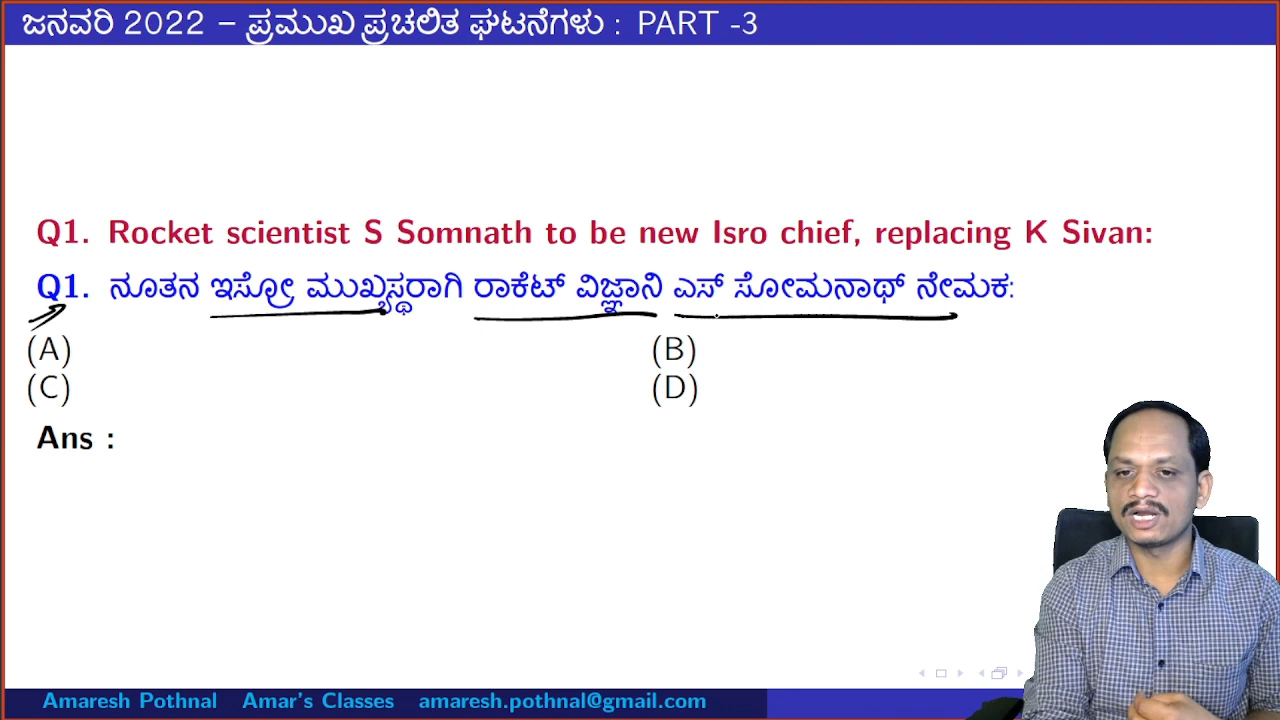 ಜನವರಿ 2022 – ಪ್ರಮುಖ ಪ್ರಚಲಿತ ಘಟನೆಗಳು : PART -3
Q1. Rocket scientist S Somnath to be new Isro chief, replacing K Sivan:
Q1. ನೂತನ ಇಸ್ರೋ ಮುಖ್ಯಸ್ಥರಾಗಿ ರಾಕೆಟ್ ವಿಜ್ಞಾನಿ ಎಸ್ ಸೋಮನಾಥ್ ನೇಮಕ:
(A) (B)
(C) (D)
Ans :
Amaresh Pothnal Amar's Classes amaresh.pothnal@gmail.com